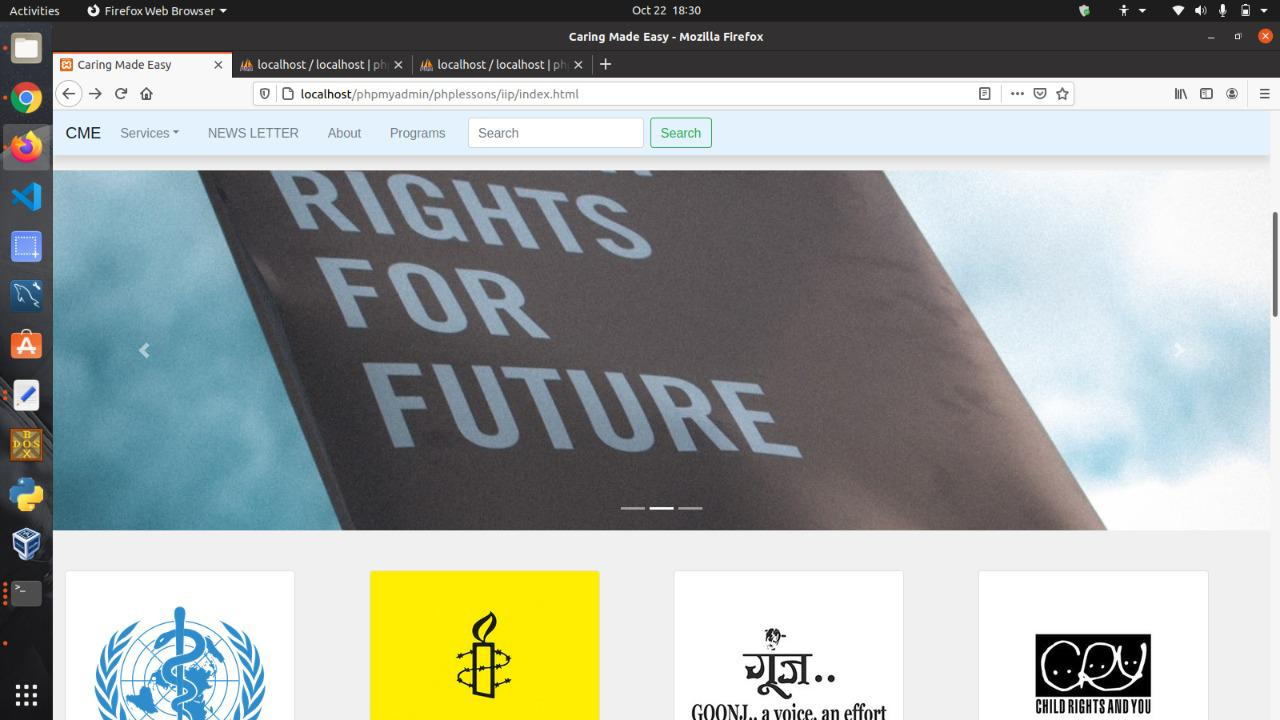 Activities
Firefox Web Browser
Oct 22 18:30
Caring Made Easy - Mozilla Firefox
Caring Made Easy
localhost / localhost | ph
localhost / localhost | ph
localhost/phpmyadmin/phplessons/iip/index.html
CME
Services
NEWS LETTER
About
Programs
Search
Search
RIGHTS
FOR
FUTURE
गूँज..
GOONJ.. a voice, an effort
CRY
CHILD RIGHTS AND YOU